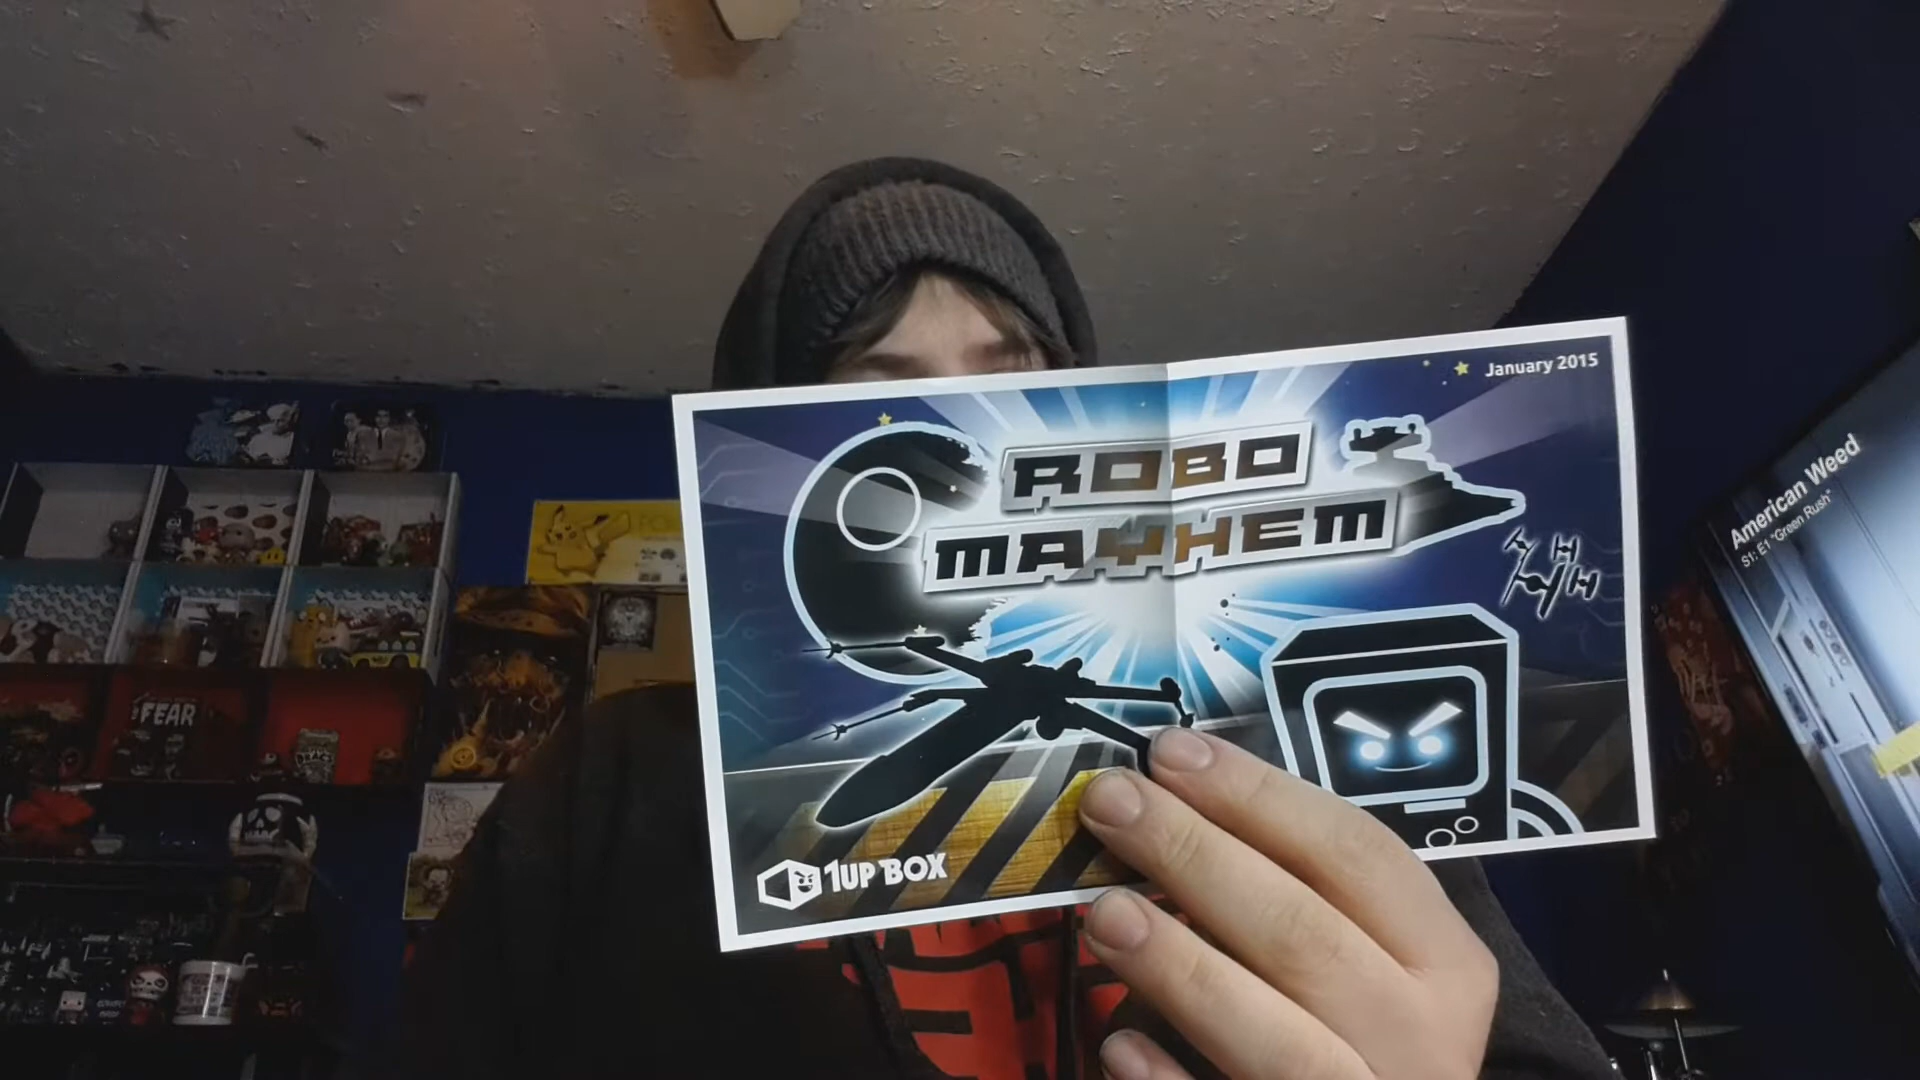 January 2015
ROBO
MAYHEM
1UP BOX
American Weed
S1: E1 "Green Rush"
FEAR